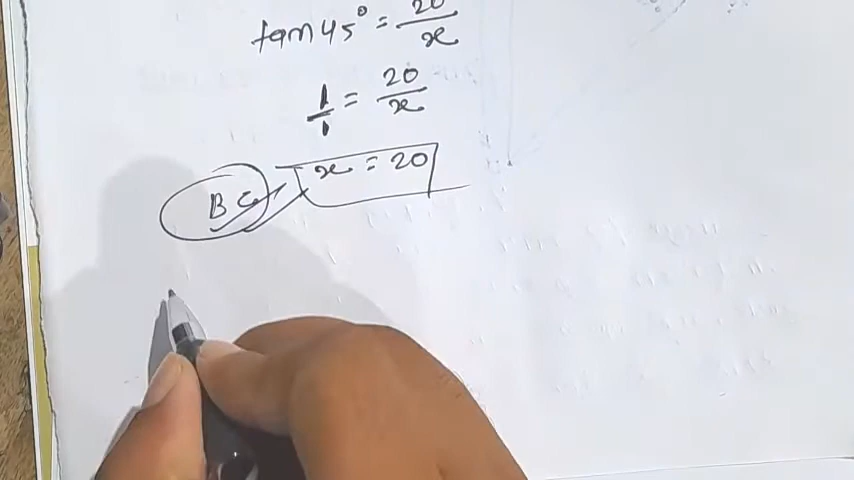 tan 45° = 20/x
1/1 = 20/x
x = 20
BC